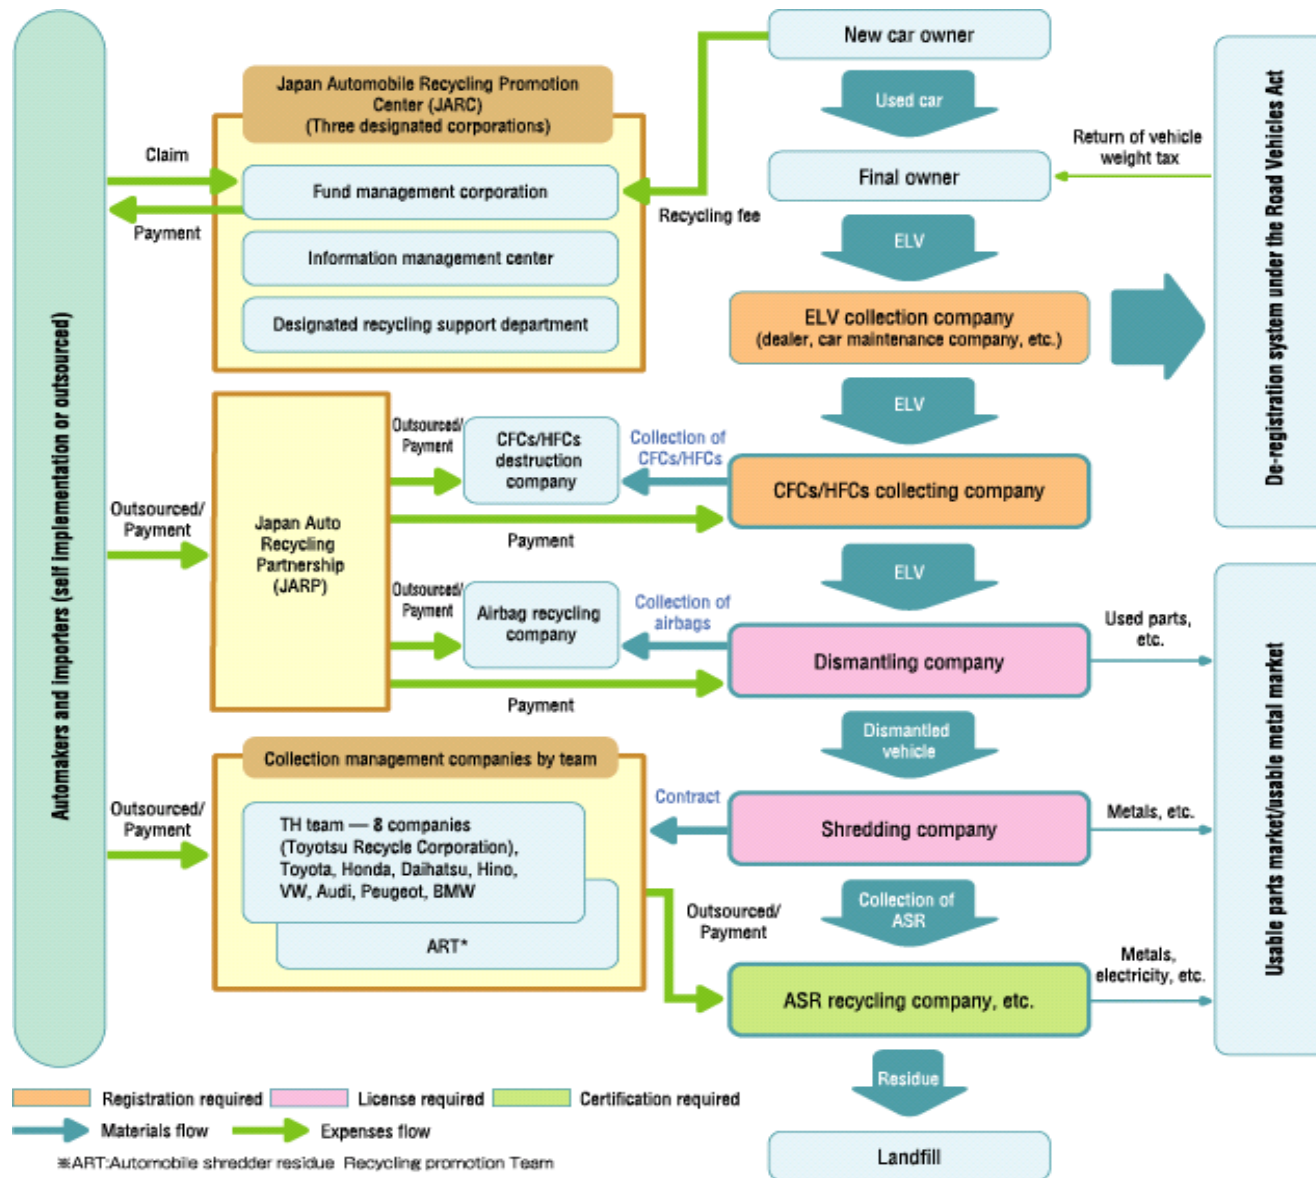 New car owner
Used car
Final owner
Return of vehicle
weight tax
De-registration system under the Road Vehicles Act
Japan Automobile Recycling Promotion
Center (JARC)
(Three designated corporations)
Fund management corporation
Information management center
Designated recycling support department
Claim
Payment
Recycling fee
Automakers and importers (self implementation or outsourced)
ELV
ELV collection company
(dealer, car maintenance company, etc.)
ELV
Outsourced/
Payment
Japan Auto
Recycling
Partnership
(JARP)
Outsourced/
Payment
CFCs/HFCs
destruction
company
Collection of
CFCs/HFCs
CFCs/HFCs collecting company
Payment
ELV
Outsourced/
Payment
Airbag recycling
company
Collection of
airbags
Dismantling company
Payment
Used parts,
etc.
Usable parts market/usable metal market
Dismantled
vehicle
Collection management companies by team
Outsourced/
Payment
TH team — 8 companies
(Toyotsu Recycle Corporation),
Toyota, Honda, Daihatsu, Hino,
VW, Audi, Peugeot, BMW
ART*
Contract
Shredding company
Metals, etc.
Collection of
ASR
Outsourced/
Payment
ASR recycling company, etc.
Metals,
electricity, etc.
Residue
Landfill
Registration required
License required
Certification required
Materials flow
Expenses flow
※ART:Automobile shredder residue Recycling promotion Team